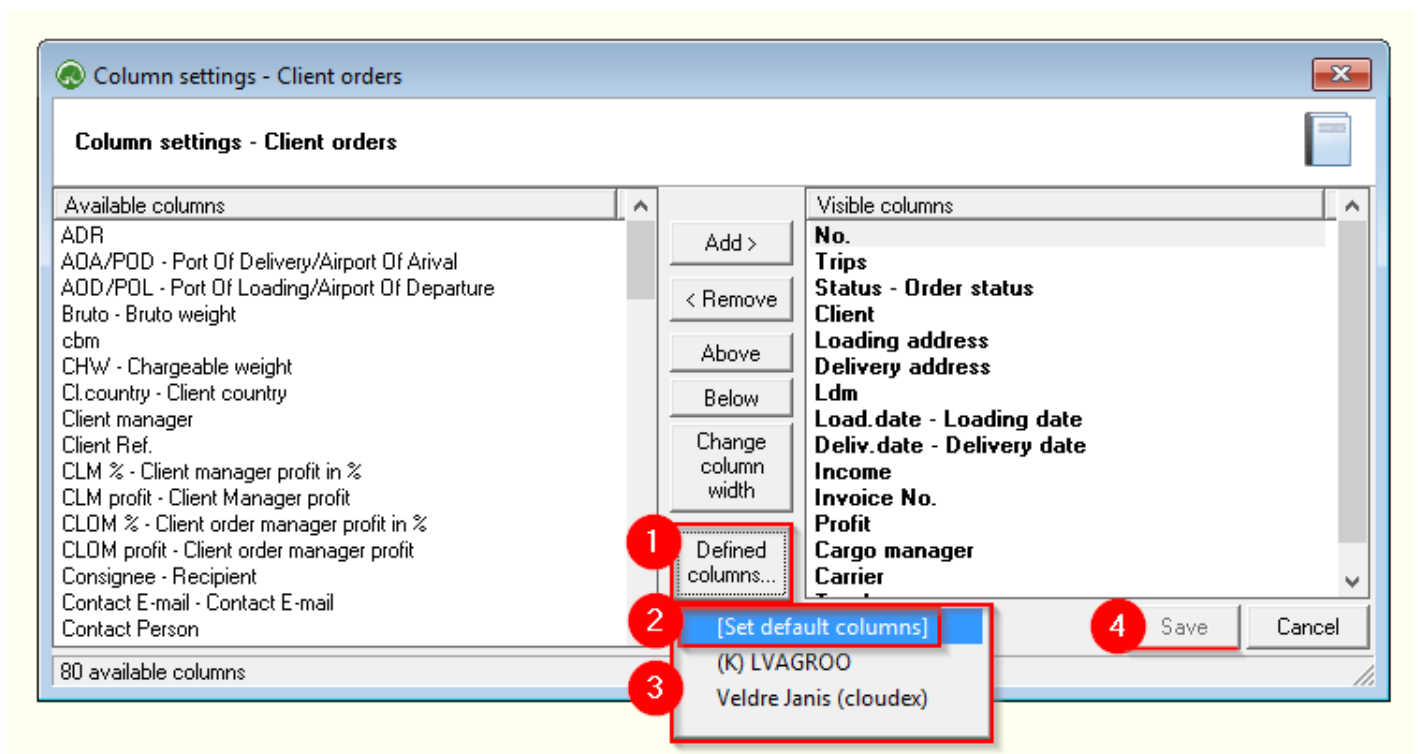 Column settings - Client orders
Column settings - Client orders
Available columns
ADR
AOA/POD - Port Of Delivery/Airport Of Arival
AOD/POL - Port Of Loading/Airport Of Departure
Bruto - Bruto weight
cbm
CHW - Chargeable weight
Cl.country - Client country
Client manager
Client Ref.
CLM % - Client manager profit in %
CLM profit - Client Manager profit
CLOM % - Client order manager profit in %
CLOM profit - Client order manager profit
Consignee - Recipient
Contact E-mail - Contact E-mail
Contact Person
80 available columns
Add >
< Remove
Above
Below
Change
column
width
1
Defined
columns...
2
[Set default columns]
(K) LVAGROO
3
Veldre Janis (cloudex)
Visible columns
No.
Trips
Status - Order status
Client
Loading address
Delivery address
Ldm
Load.date - Loading date
Deliv.date - Delivery date
Income
Invoice No.
Profit
Cargo manager
Carrier
4
Save
Cancel